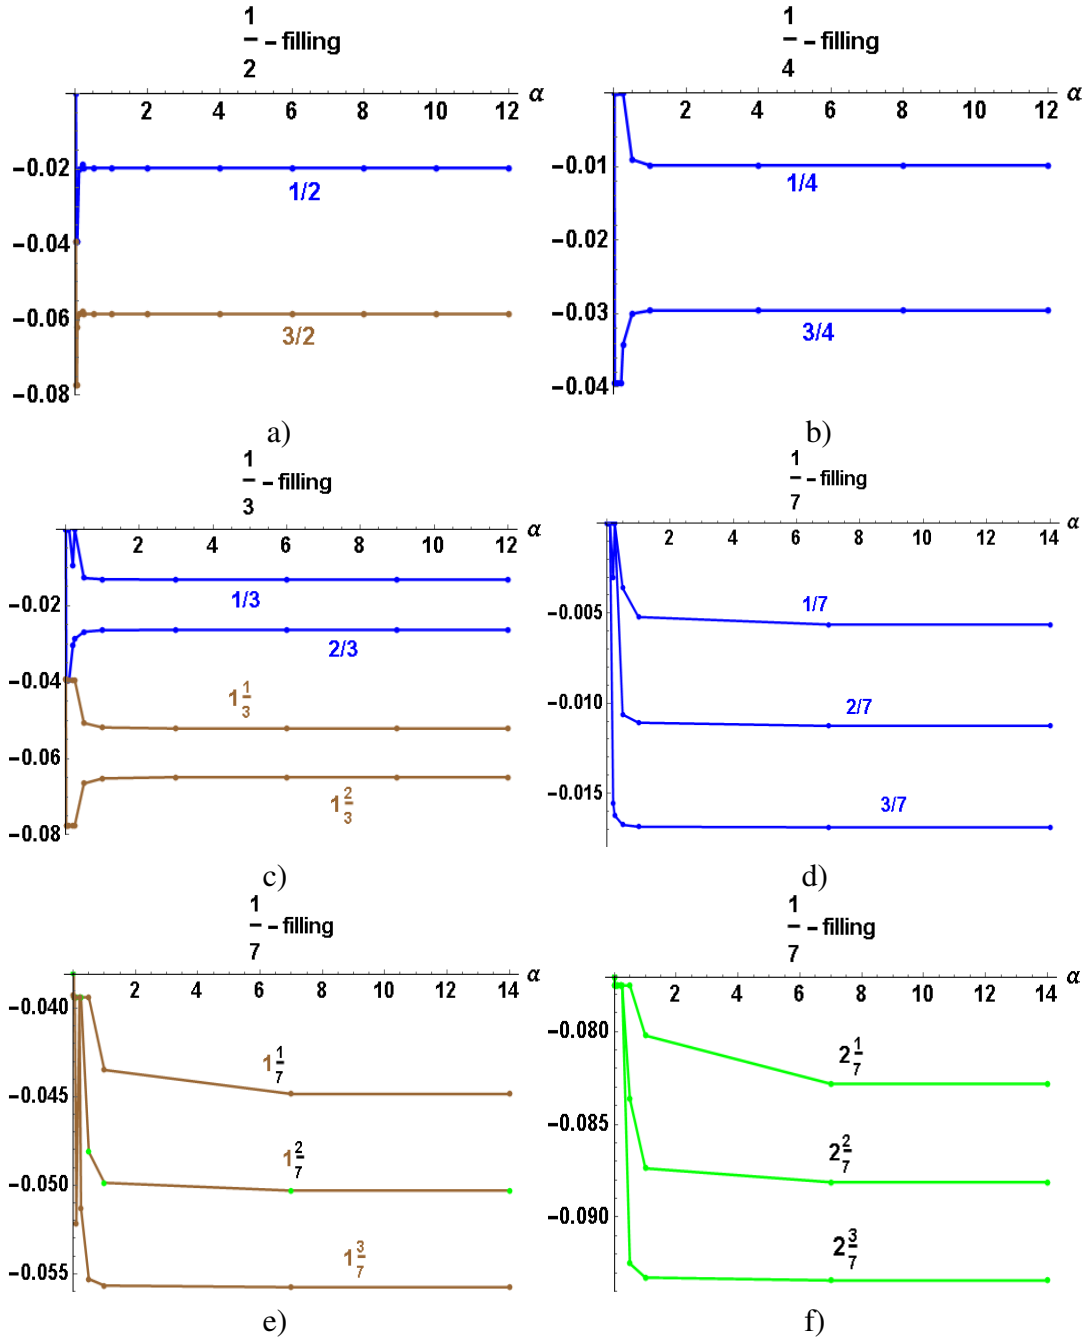 1
– – filling
2
α
2 4 6 8 10 12
−0.02
1/2
−0.04
−0.06
3/2
−0.08
a)
1
– – filling
4
α
2 4 6 8 10 12
−0.01
1/4
−0.02
−0.03
3/4
−0.04
b)
1
– – filling
3
α
2 4 6 8 10 12
−0.02
1/3
2/3
−0.04
1 1/3
−0.06
1 2/3
−0.08
c)
1
– – filling
7
α
2 4 6 8 10 12 14
−0.005
1/7
−0.010
2/7
−0.015
3/7
d)
1
– – filling
7
α
2 4 6 8 10 12 14
−0.040
1 1/7
−0.045
1 2/7
−0.050
1 3/7
−0.055
e)
1
– – filling
7
α
2 4 6 8 10 12 14
−0.080
2 1/7
−0.085
2 2/7
−0.090
2 3/7
f)